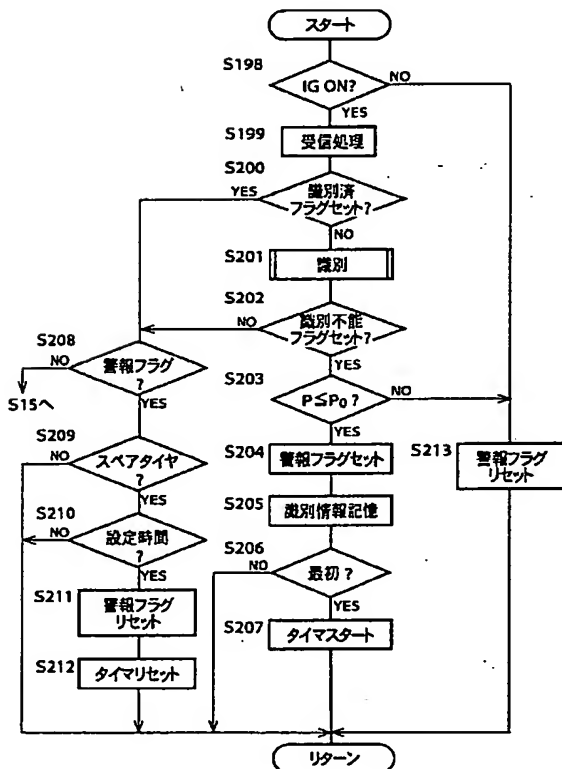 スタート
S198
IG ON?
NO
YES
S199
受信処理
S200
YES
識別済
フラグセット?
NO
S201
識別
S202
NO
識別不能
フラグセット?
YES
S208
NO
警報フラグ
?
YES
S15へ
S203
P≦P₀?
NO
YES
S204
警報フラグセット
S213
警報フラグ
リセット
S209
NO
スペアタイヤ
?
YES
S205
識別情報記憶
S210
NO
設定時間
?
YES
S206
NO
最初?
YES
S211
警報フラグ
リセット
S207
タイマスタート
S212
タイマリセット
リターン